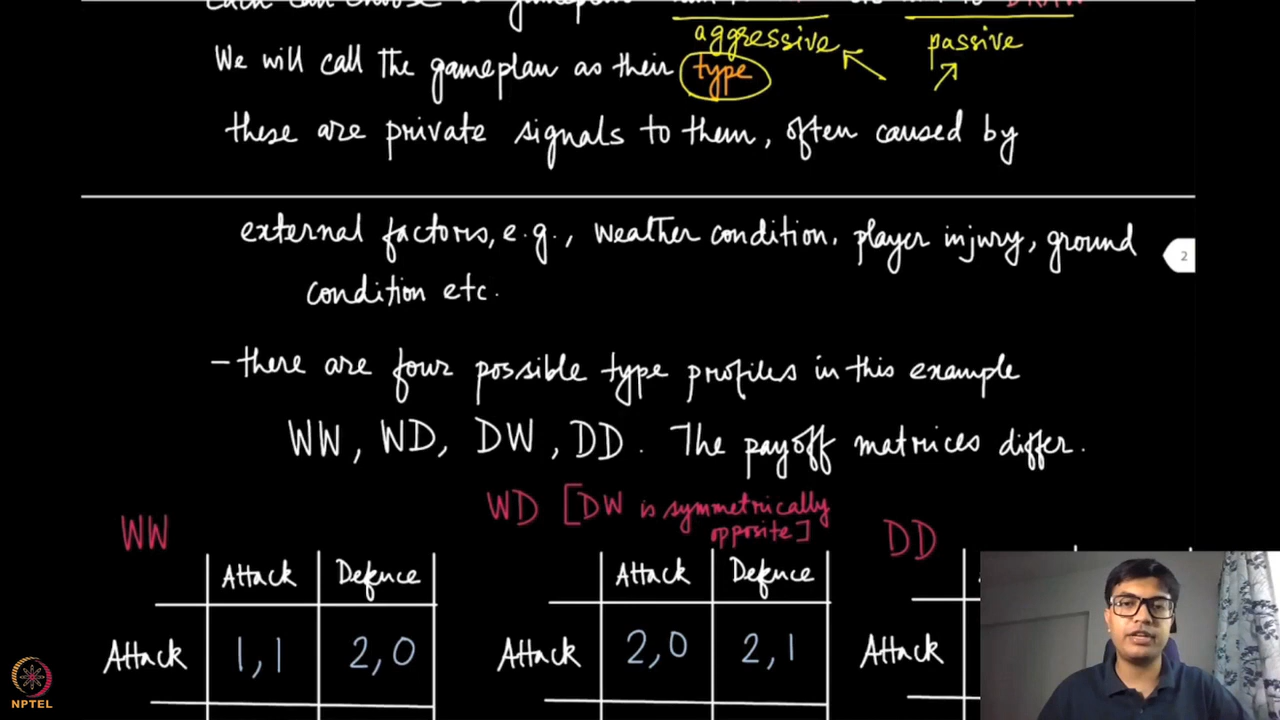 aggressive passive
We will call the gameplan as their type
these are private signals to them, often caused by
external factors, e.g., weather condition, player injury, ground
condition etc.
2
- there are four possible type profiles in this example
WW, WD, DW, DD. The payoff matrices differ.
WW
WD [DW is symmetrically
opposite]
DD
Attack Defence
Attack 1,1 2,0
Attack Defence
Attack 2,0 2,1
Attack
NPTEL